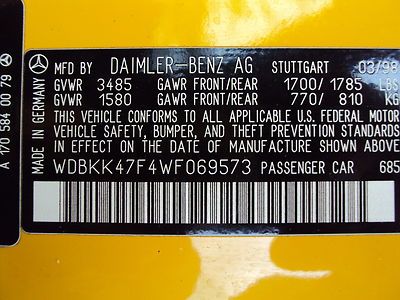 MFD BY DAIMLER-BENZ AG STUTTGART 03/98
GVWR 3485 GAWR FRONT/REAR 1700/1785 LBS
GVWR 1580 GAWR FRONT/REAR 770/ 810 KG
THIS VEHICLE CONFORMS TO ALL APPLICABLE U.S. FEDERAL MOTOR
VEHICLE SAFETY, BUMPER, AND THEFT PREVENTION STANDARDS
IN EFFECT ON THE DATE OF MANUFACTURE SHOWN ABOVE
WDBKK47F4WF069573 PASSENGER CAR 685
MADE IN GERMANY
A 170 584 00 79